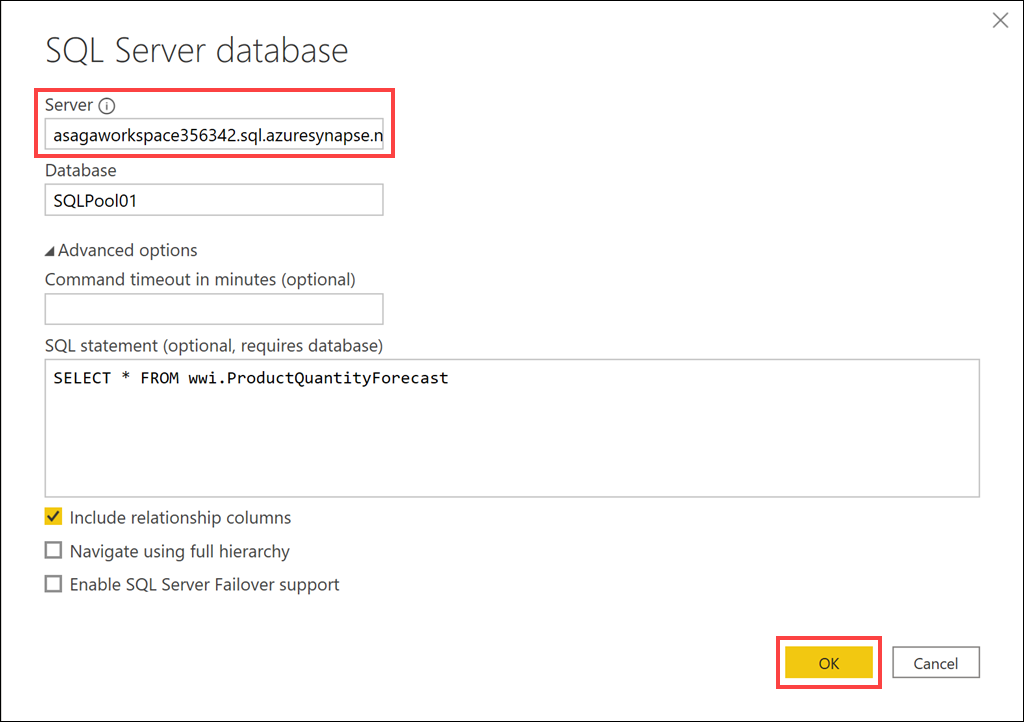 SQL Server database
Server
asagaworkspace356342.sql.azuresynapse.n
Database
SQLPool01
Advanced options
Command timeout in minutes (optional)
SQL statement (optional, requires database)
SELECT * FROM wwi.ProductQuantityForecast
Include relationship columns
Navigate using full hierarchy
Enable SQL Server Failover support
OK Cancel